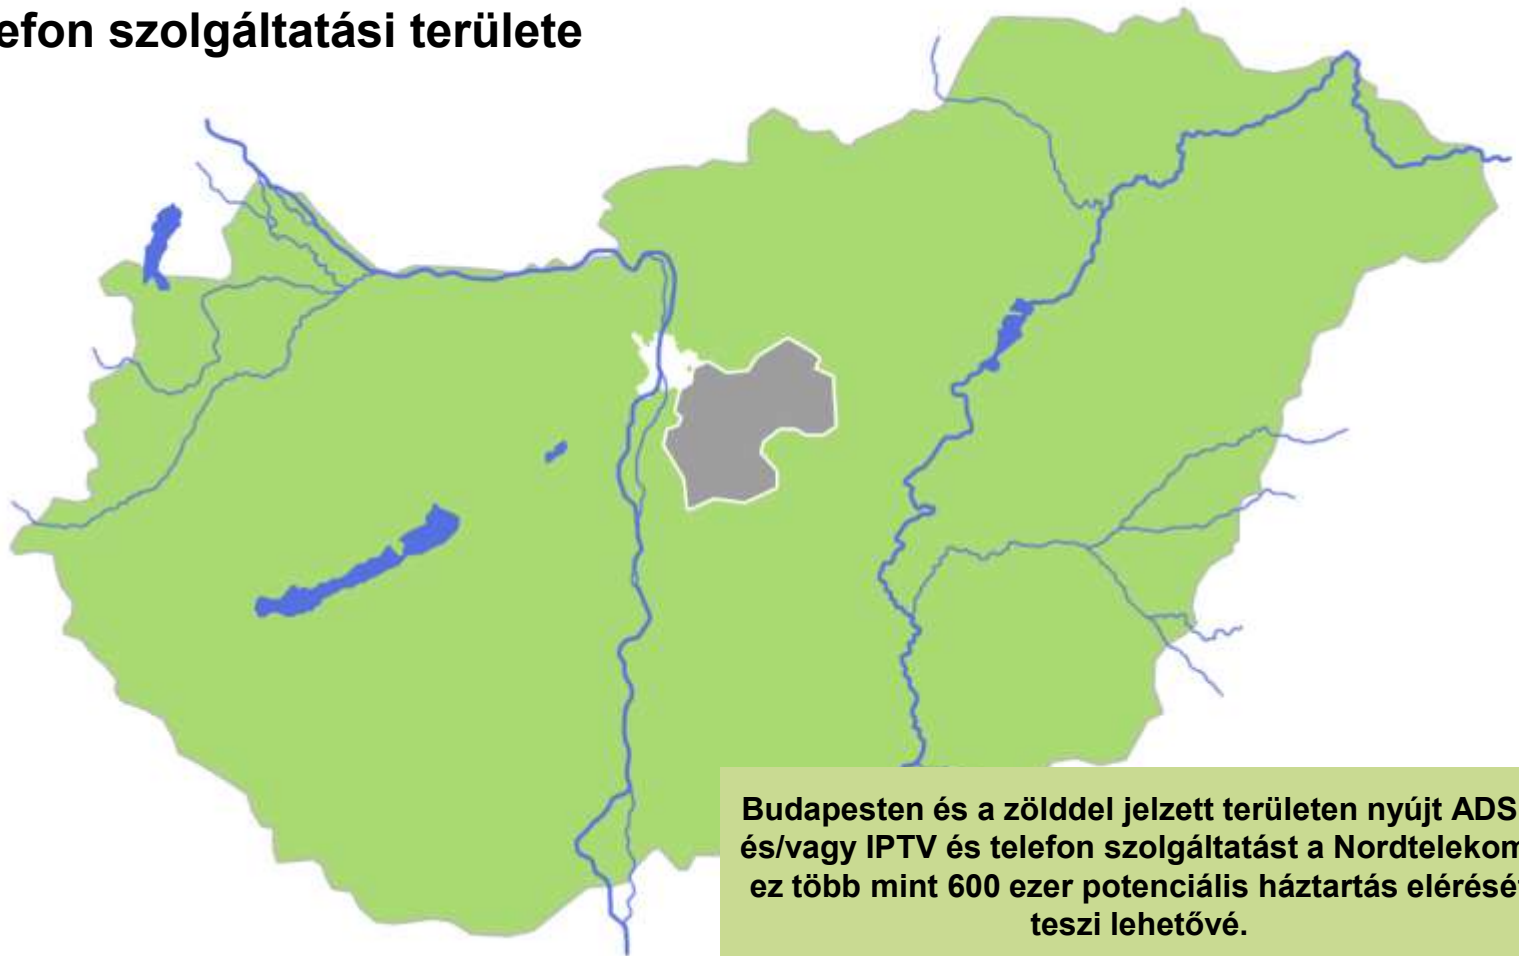 efon szolgáltatási területe
Budapesten és a zölddel jelzett területen nyújt ADS
és/vagy IPTV és telefon szolgáltatást a Nordtelekom
ez több mint 600 ezer potenciális háztartás elérésé
teszi lehetővé.